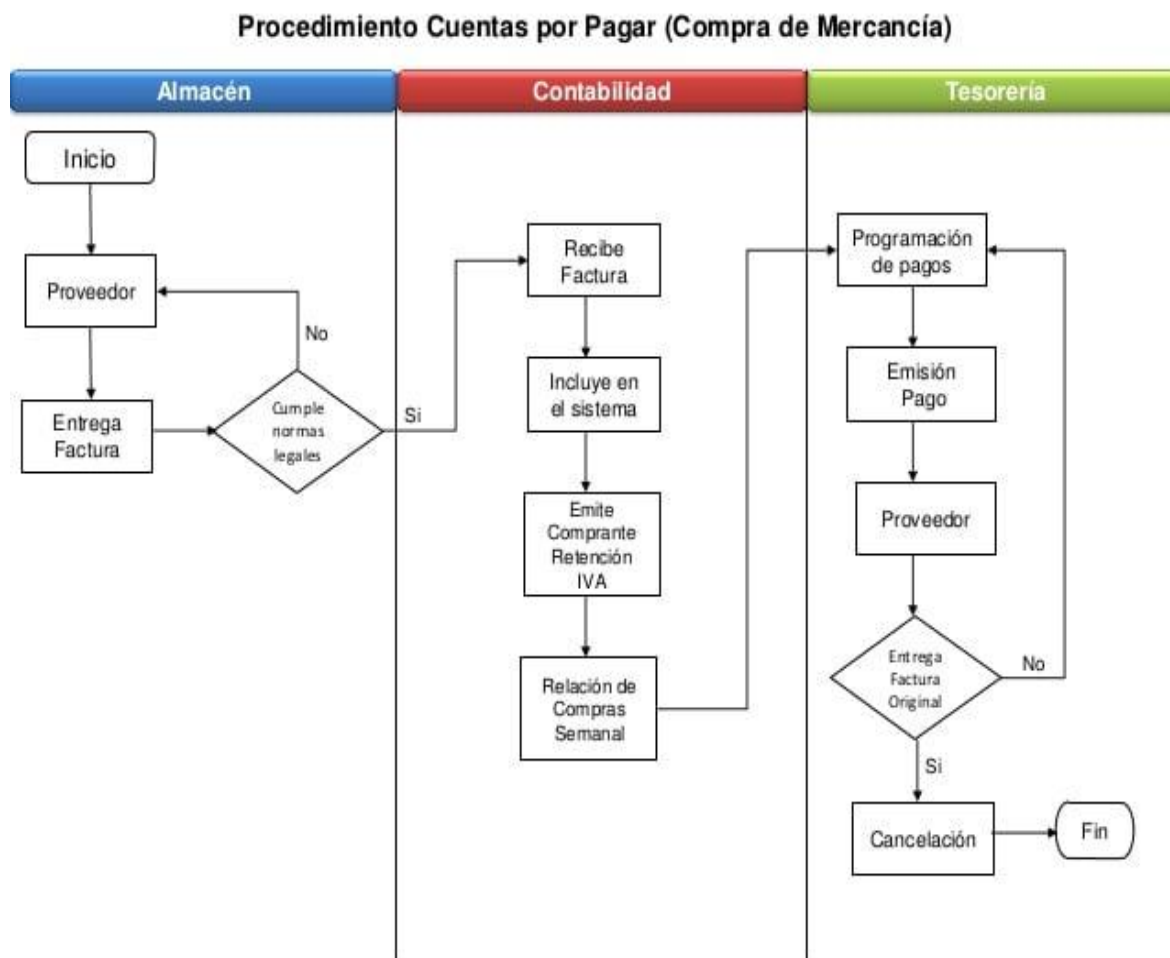 Procedimiento Cuentas por Pagar (Compra de Mercancía)
Almacén
Contabilidad
Tesorería
Inicio
Proveedor
No
Entrega
Factura
Cumple
normas
legales
Si
Recibe
Factura
Incluye en
el sistema
Emite
Comprante
Retención
IVA
Relación de
Compras
Semanal
Programación
de pagos
Emisión
Pago
Proveedor
Entrega
Factura
Original
No
Si
Cancelación
Fin